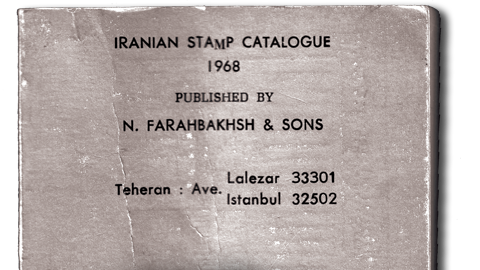 IRANIAN STAMP CATALOGUE
1968
PUBLISHED BY
N. FARAHBAKHSH & SONS
Teheran : Ave. Lalezar 33301
Istanbul 32502